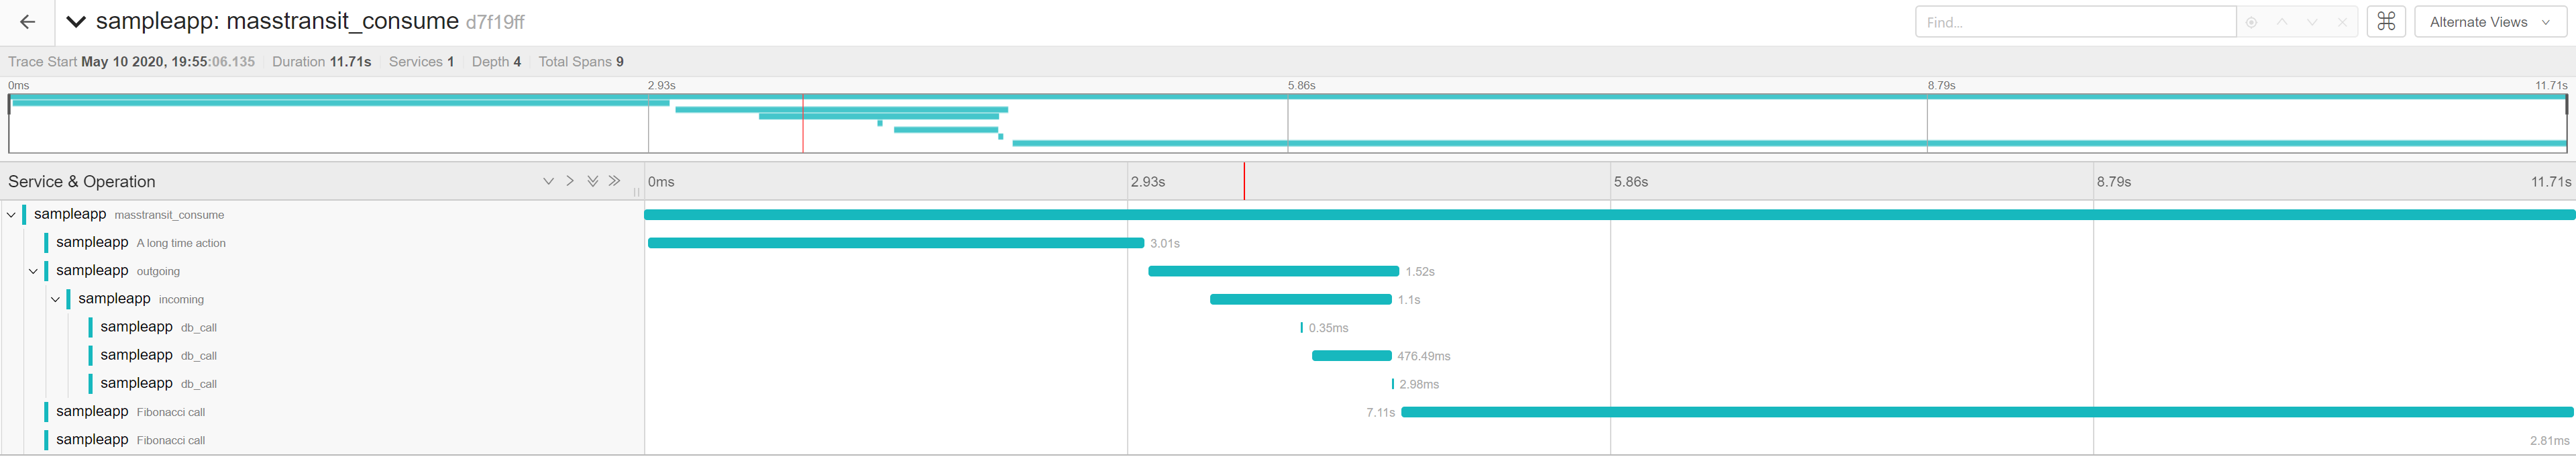 sampleapp: masstransit_consume d7f19ff
Find...
Alternate Views
Trace Start May 10 2020, 19:55:06.135 Duration 11.71s Services 1 Depth 4 Total Spans 9
0ms 2.93s 5.86s 8.79s 11.71s
Service & Operation 0ms 2.93s 5.86s 8.79s 11.71s
sampleapp masstransit_consume
sampleapp A long time action 3.01s
sampleapp outgoing 1.52s
sampleapp incoming 1.1s
sampleapp db_call 0.35ms
sampleapp db_call 476.49ms
sampleapp db_call 2.98ms
sampleapp Fibonacci call 7.11s
sampleapp Fibonacci call 2.81ms